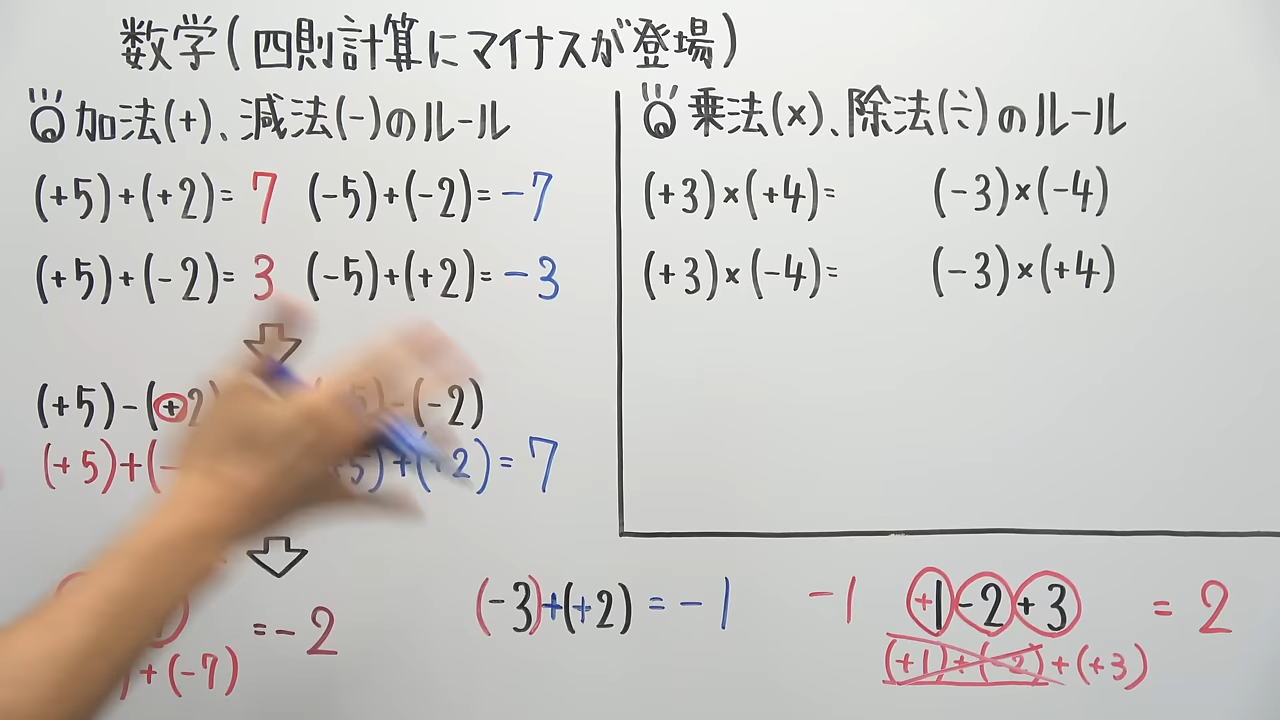 数学(四則計算にマイナスが登場)
加法(+)、減法(-)のルール
(+5)+(+2)= 7 (-5)+(-2)= -7
(+5)+(-2)= 3 (-5)+(+2)= -3
(+5)-(+2 5)-(-2)
(+5)+(- 5)+(+2)= 7
=-2
+(-7)
(-3)+(+2) = -1
-1 +1-2+3 = 2
(+1)+(-2)+(+3)
乗法(×)、除法(÷)のルール
(+3)×(+4)= (-3)×(-4)
(+3)×(-4)= (-3)×(+4)